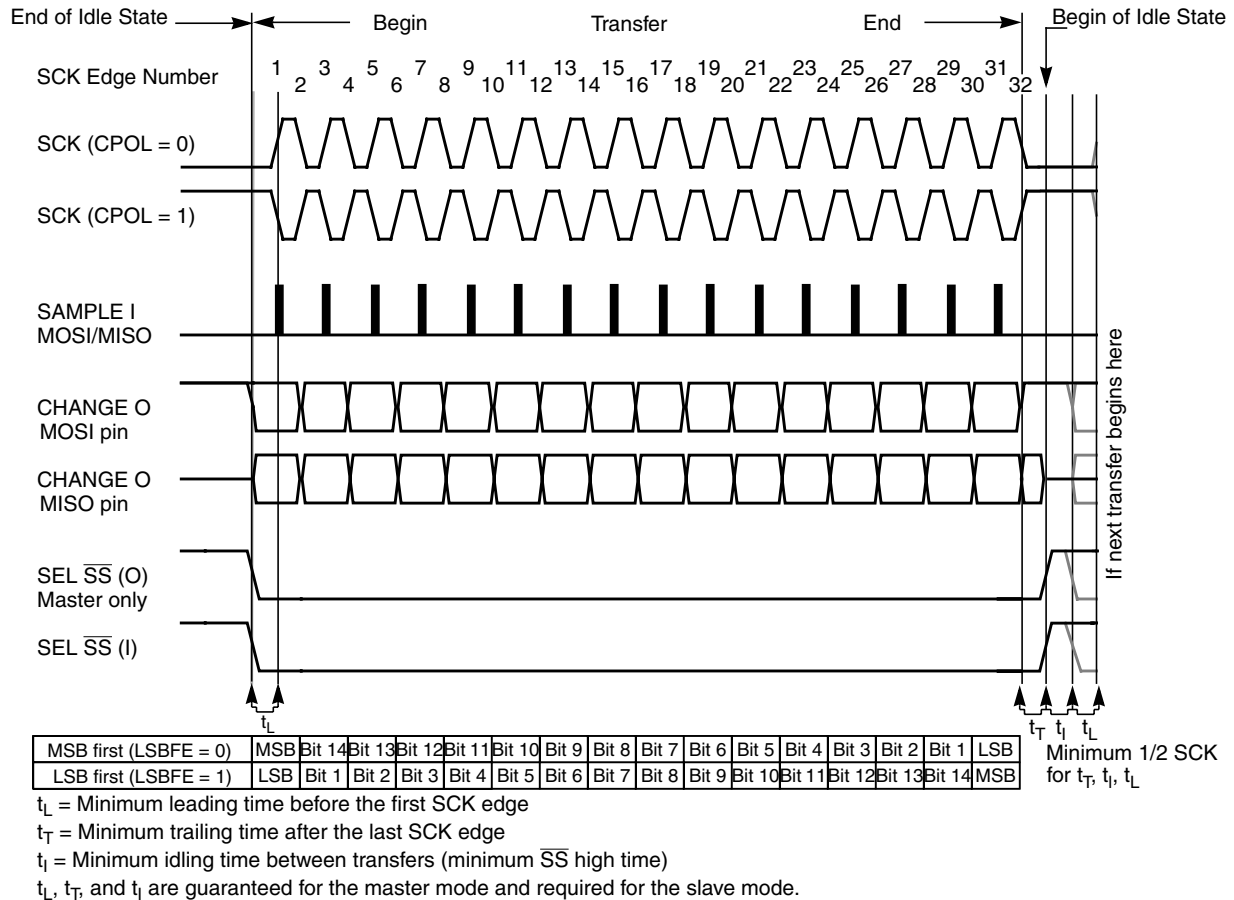 End of Idle State
Begin
Transfer
End
Begin of Idle State
SCK Edge Number
1 3 5 7 9 11 13 15 17 19 21 23 25 27 29 31
2 4 6 8 10 12 14 16 18 20 22 24 26 28 30 32
SCK (CPOL = 0)
SCK (CPOL = 1)
SAMPLE I
MOSI/MISO
CHANGE O
MOSI pin
CHANGE O
MISO pin
SEL S̅S̅ (O)
Master only
SEL S̅S̅ (I)
If next transfer begins here
tL
tT tI tL
MSB first (LSBFE = 0) MSB Bit 14 Bit 13 Bit 12 Bit 11 Bit 10 Bit 9 Bit 8 Bit 7 Bit 6 Bit 5 Bit 4 Bit 3 Bit 2 Bit 1 LSB
LSB first (LSBFE = 1) LSB Bit 1 Bit 2 Bit 3 Bit 4 Bit 5 Bit 6 Bit 7 Bit 8 Bit 9 Bit 10 Bit 11 Bit 12 Bit 13 Bit 14 MSB
Minimum 1/2 SCK
for tT, tI, tL
tL = Minimum leading time before the first SCK edge
tT = Minimum trailing time after the last SCK edge
tI = Minimum idling time between transfers (minimum S̅S̅ high time)
tL, tT, and tI are guaranteed for the master mode and required for the slave mode.